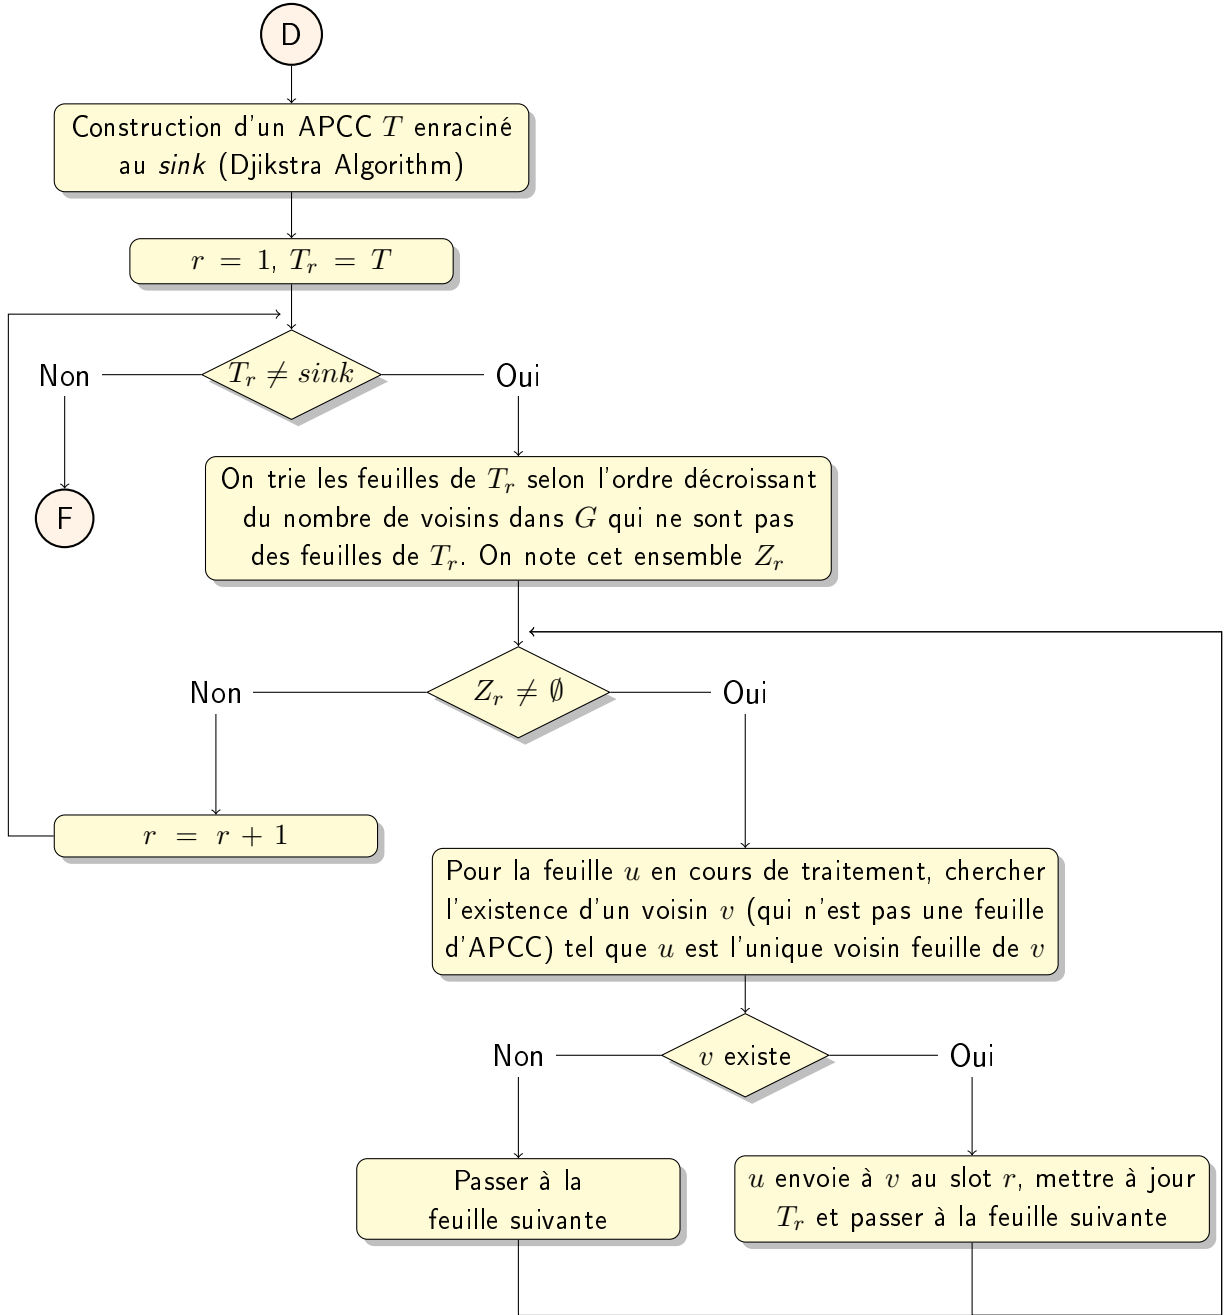 D
Construction d'un APCC T enraciné
au sink (Djikstra Algorithm)
r = 1, T_r = T
T_r ≠ sink
Non
Oui
F
On trie les feuilles de T_r selon l'ordre décroissant
du nombre de voisins dans G qui ne sont pas
des feuilles de T_r. On note cet ensemble Z_r
Z_r ≠ ∅
Non
Oui
r = r + 1
Pour la feuille u en cours de traitement, chercher
l'existence d'un voisin v (qui n'est pas une feuille
d'APCC) tel que u est l'unique voisin feuille de v
v existe
Non
Oui
Passer à la
feuille suivante
u envoie à v au slot r, mettre à jour
T_r et passer à la feuille suivante